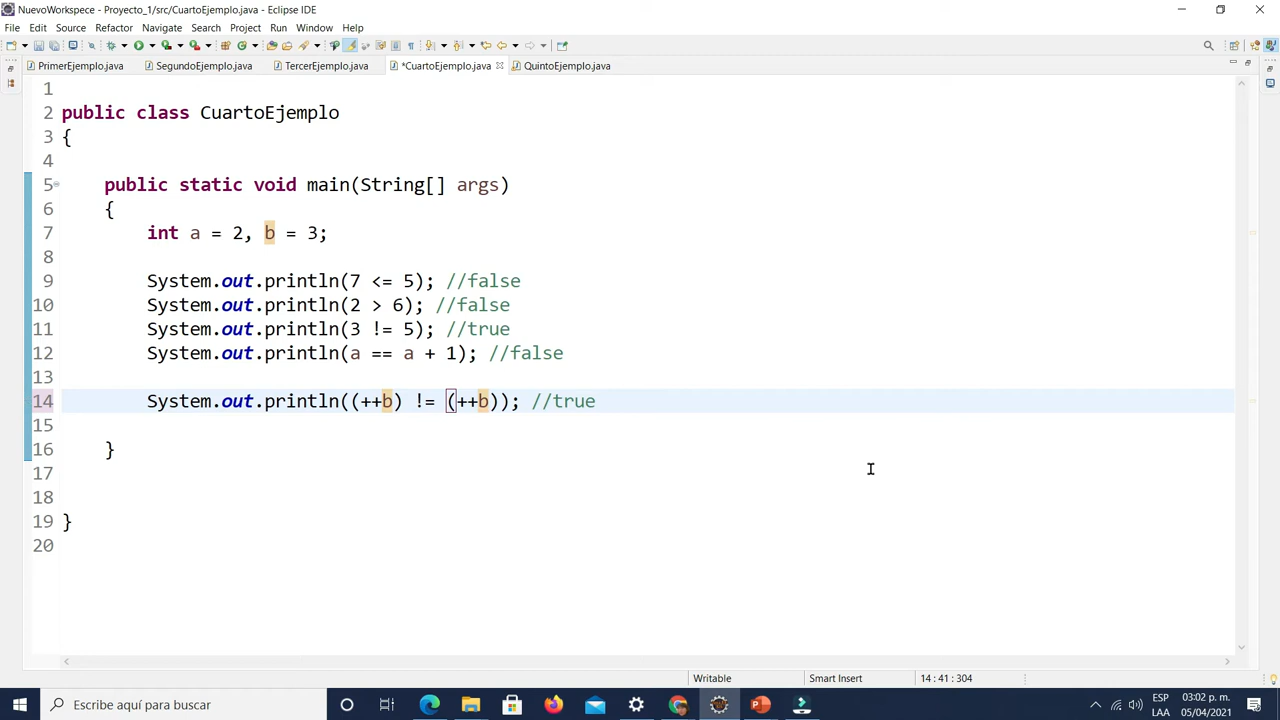 NuevoWorkspece - Proyecto_1/src/CuartoEjemplo.java - Eclipse IDE
File Edit Source Refactor Navigate Search Project Run Window Help
PrimerEjemplo.java SegundoEjemplo.java TercerEjemplo.java *CuartoEjemplo.java QuintoEjemplo.java
1
2 public class CuartoEjemplo
3 {
4
5 public static void main(String[] args)
6 {
7 int a = 2, b = 3;
8
9 System.out.println(7 <= 5); //false
10 System.out.println(2 > 6); //false
11 System.out.println(3 != 5); //true
12 System.out.println(a == a + 1); //false
13
14 System.out.println((++b) != (++b)); //true
15
16 }
17
18
19 }
20
Writable Smart Insert 14 : 41 : 304
Escribe aquí para buscar
ESP 03:02 p. m.
LAA 05/04/2021